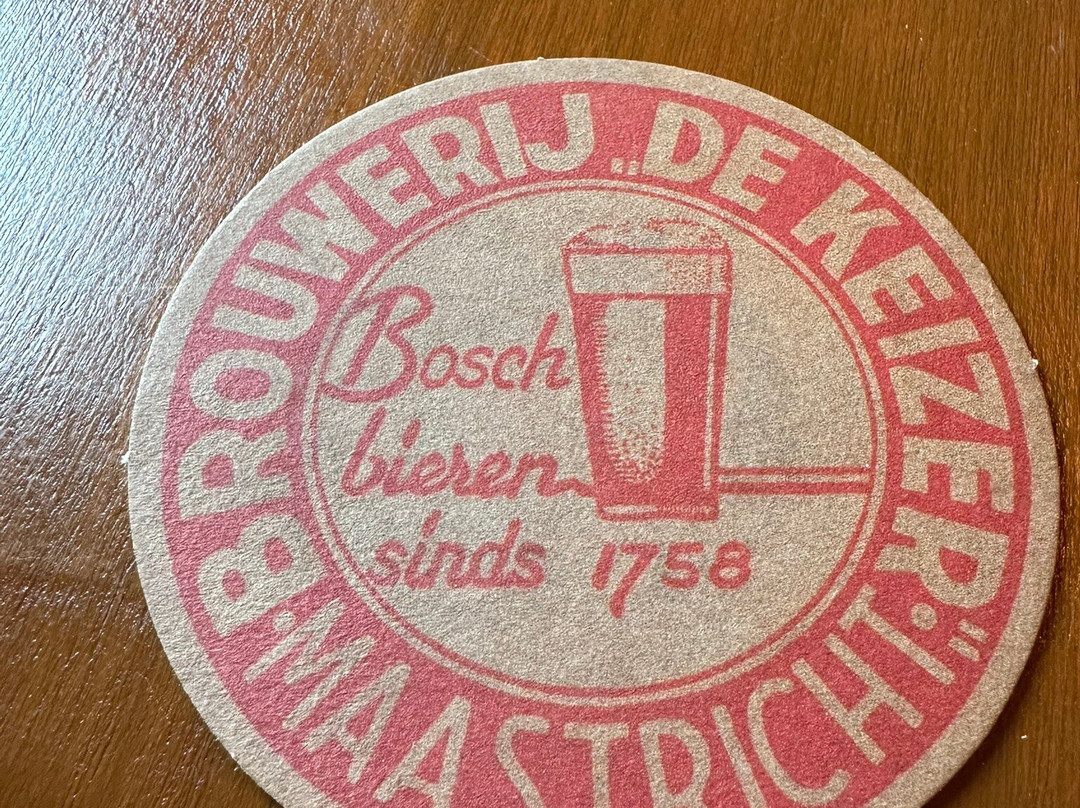 BROUWERIJ „DE KEIZER"
Bosch
bieren
sinds 1758
·MAASTRICHT·